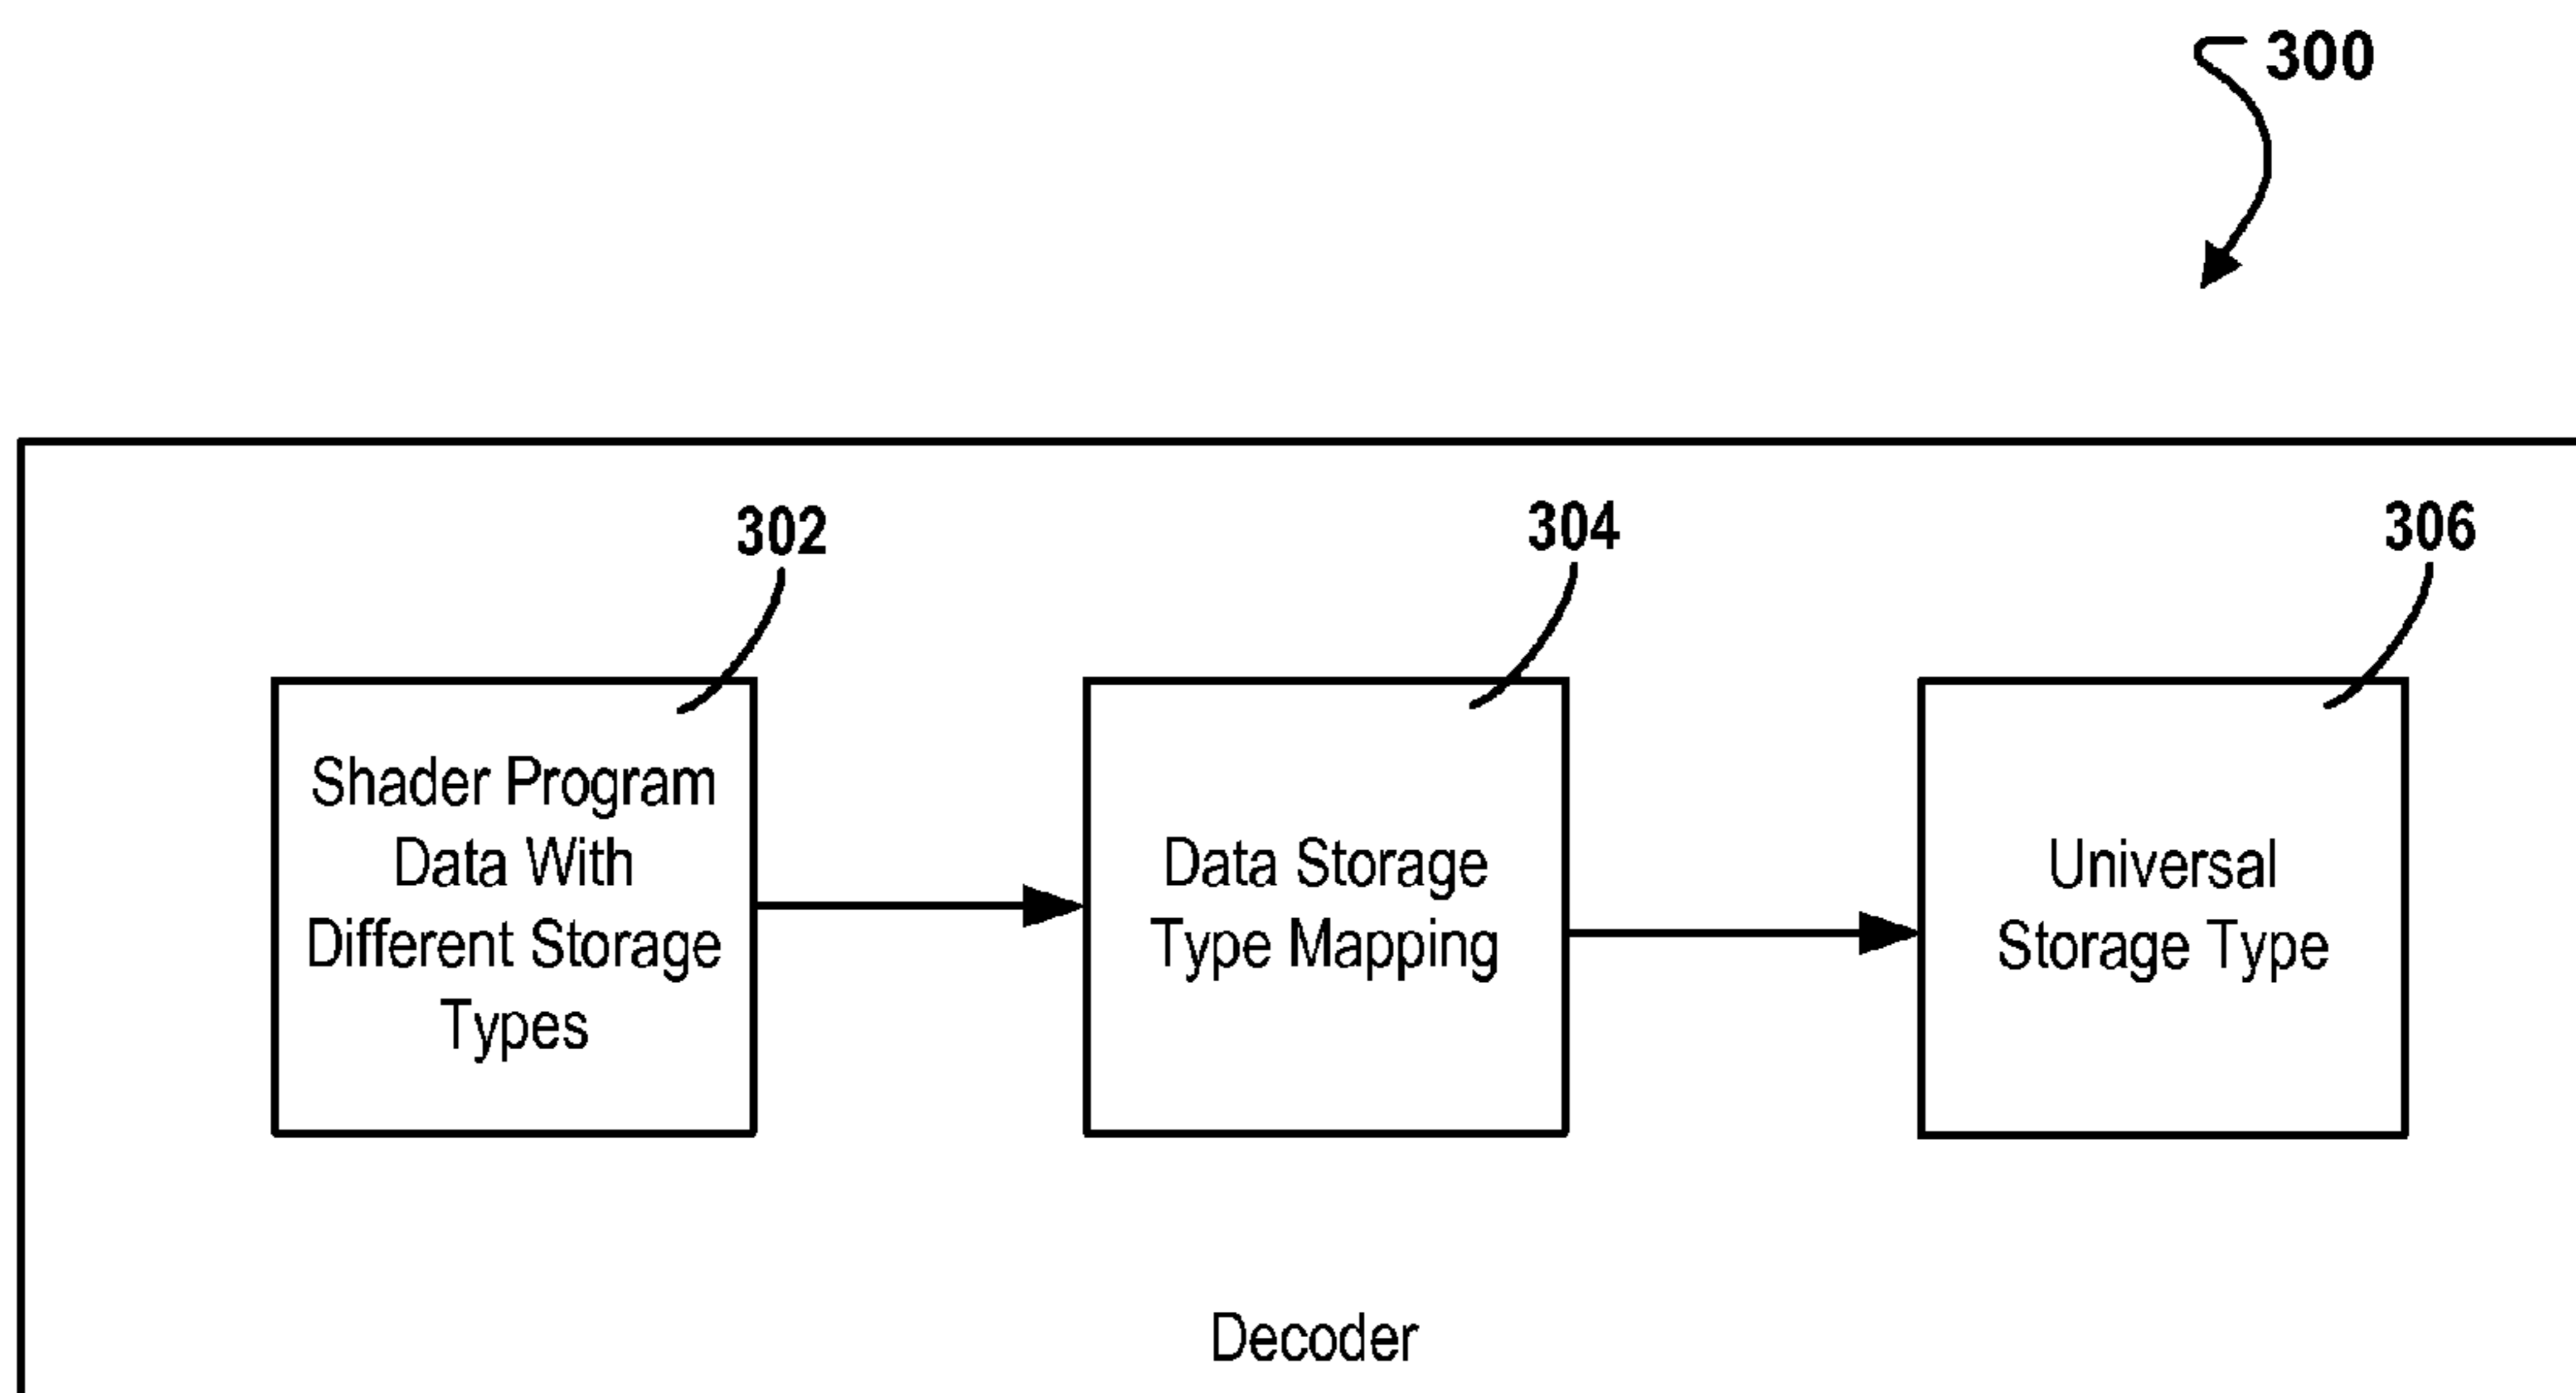 300
302
304
306
Shader Program
Data With
Different Storage
Types
Data Storage
Type Mapping
Universal
Storage Type
Decoder